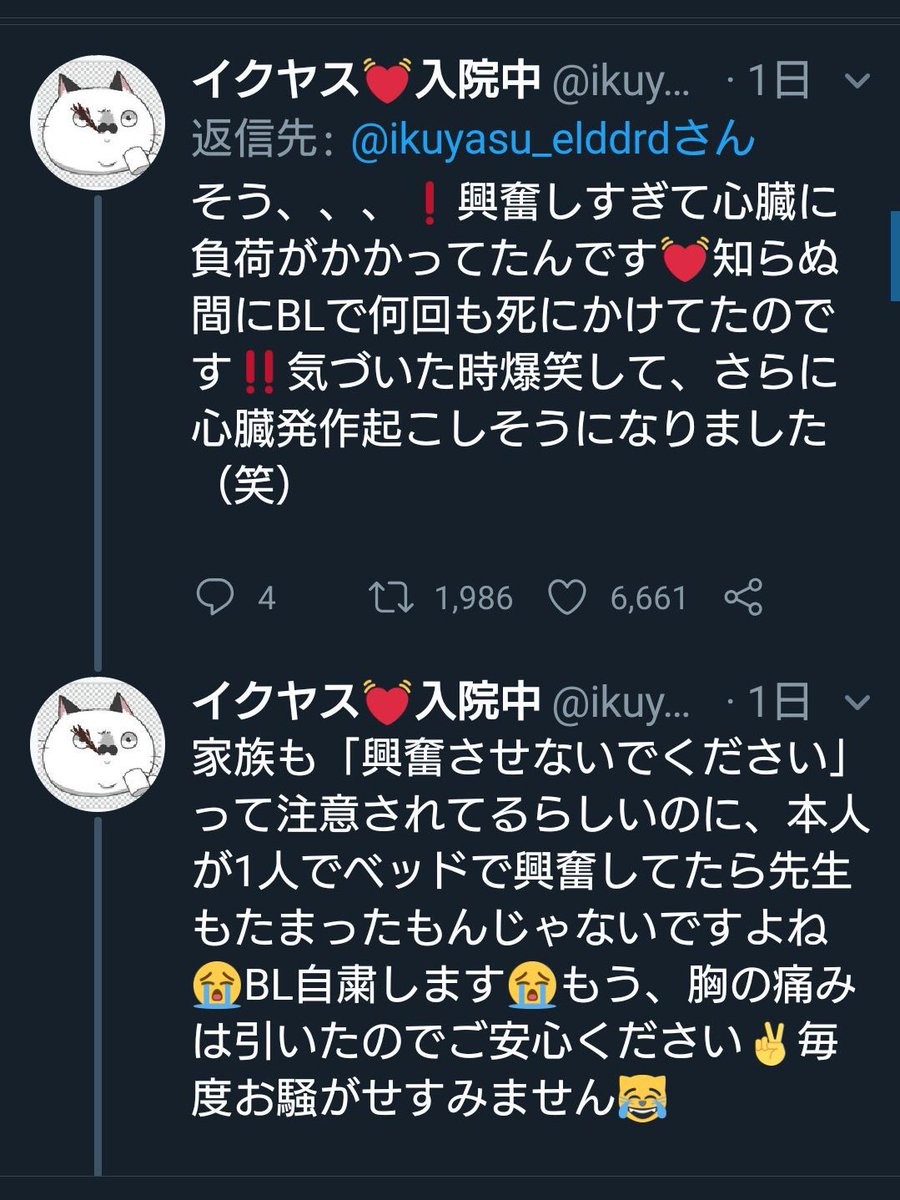 イクヤス💓入院中 @ikuy... ・1日
返信先: @ikuyasu_elddrdさん
そう、、、❗興奮しすぎて心臓に
負荷がかかってたんです💓知らぬ
間にBLで何回も死にかけてたので
す‼️気づいた時爆笑して、さらに
心臓発作起こしそうになりました
（笑）
4 1,986 6,661
イクヤス💓入院中 @ikuy... ・1日
家族も「興奮させないでください」
って注意されてるらしいのに、本人
が1人でベッドで興奮してたら先生
もたまったもんじゃないですよね
😭BL自粛します😭もう、胸の痛み
は引いたのでご安心ください✌毎
度お騒がせすみません😹